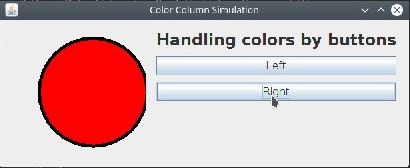 Color Column Simulation
Handling colors by buttons
Left
Right